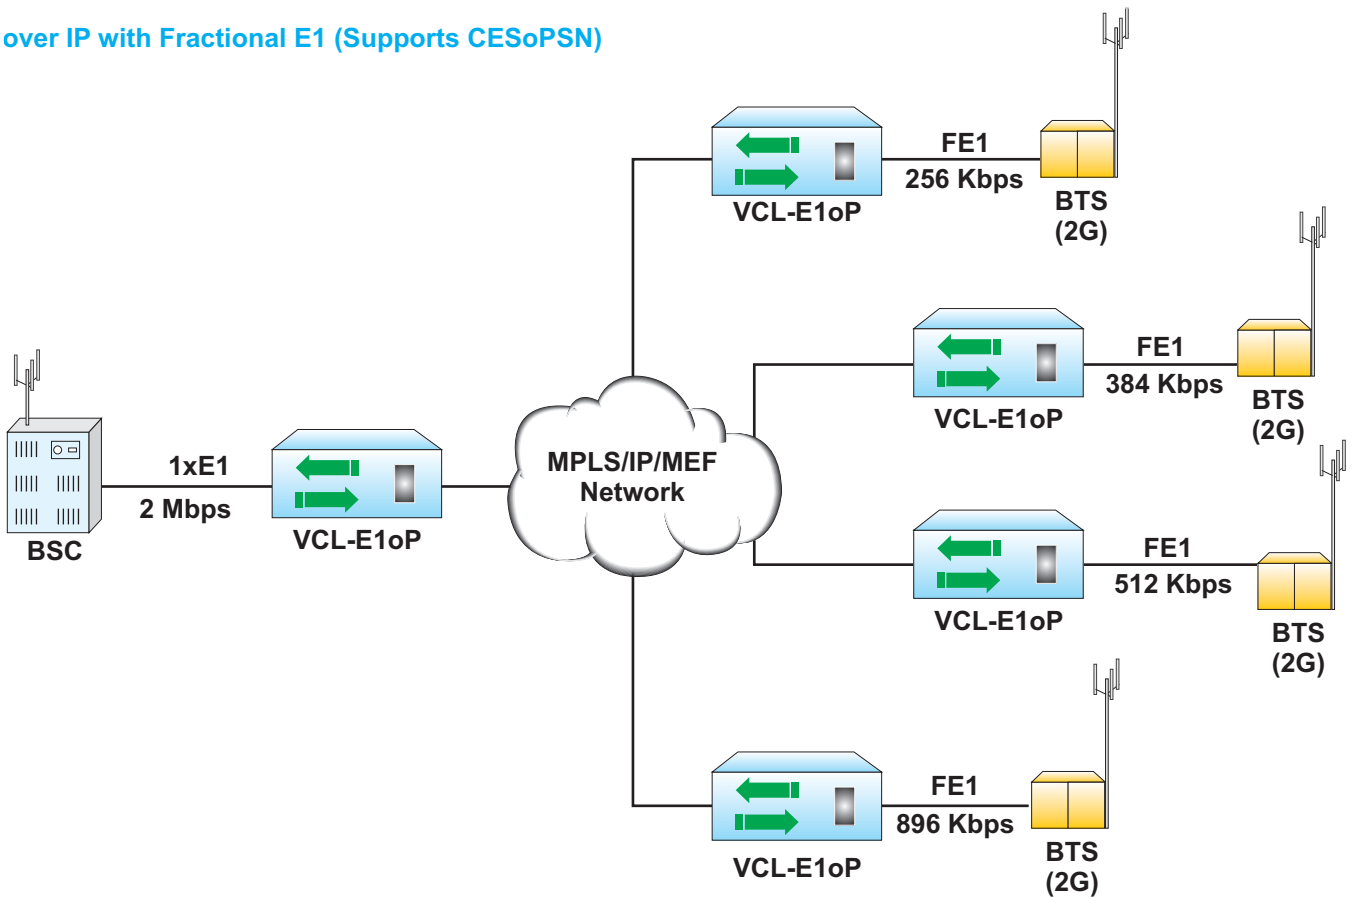 over IP with Fractional E1 (Supports CESoPSN)
FE1
256 Kbps
VCL-E1oP
BTS
(2G)
FE1
384 Kbps
VCL-E1oP
BTS
(2G)
1xE1
2 Mbps
BSC
VCL-E1oP
MPLS/IP/MEF
Network
FE1
512 Kbps
VCL-E1oP
BTS
(2G)
FE1
896 Kbps
VCL-E1oP
BTS
(2G)